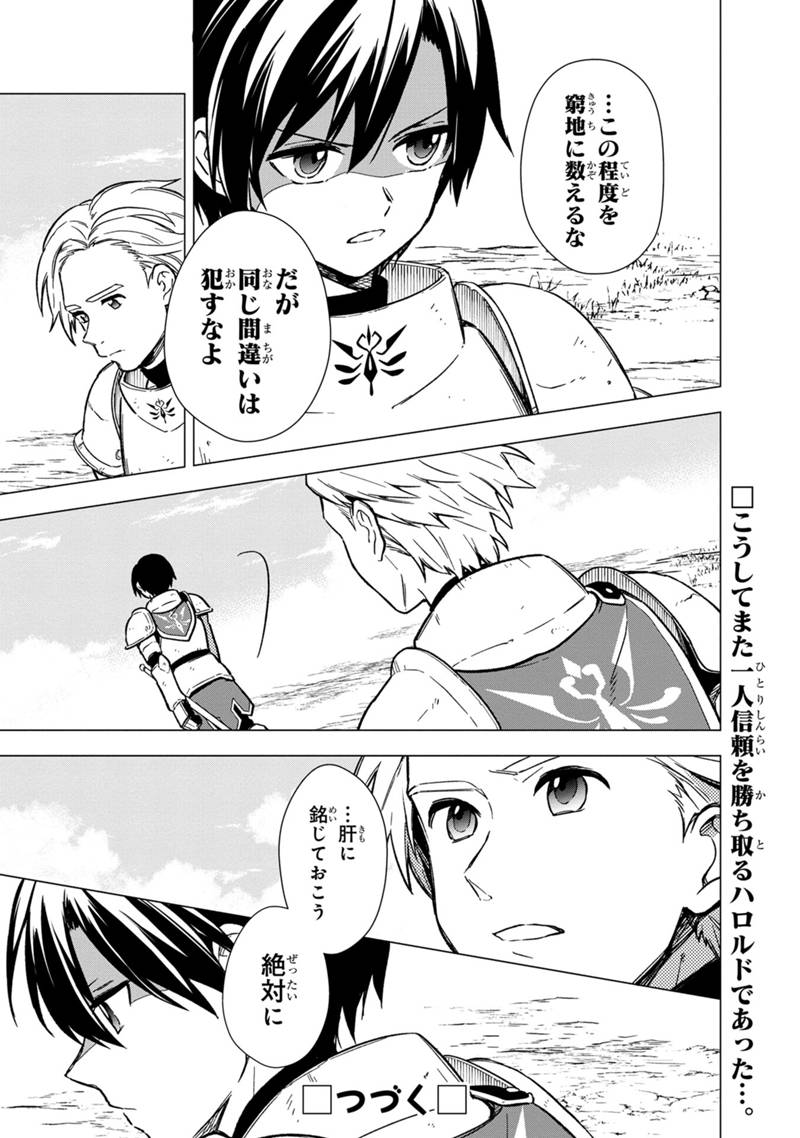 …この程度を
窮地に数えるな
だが
同じ間違いは
犯すなよ
…肝に
銘じておこう
絶対に
□つづく□
□こうしてまた一人信頼を勝ち取るハロルドであった…。